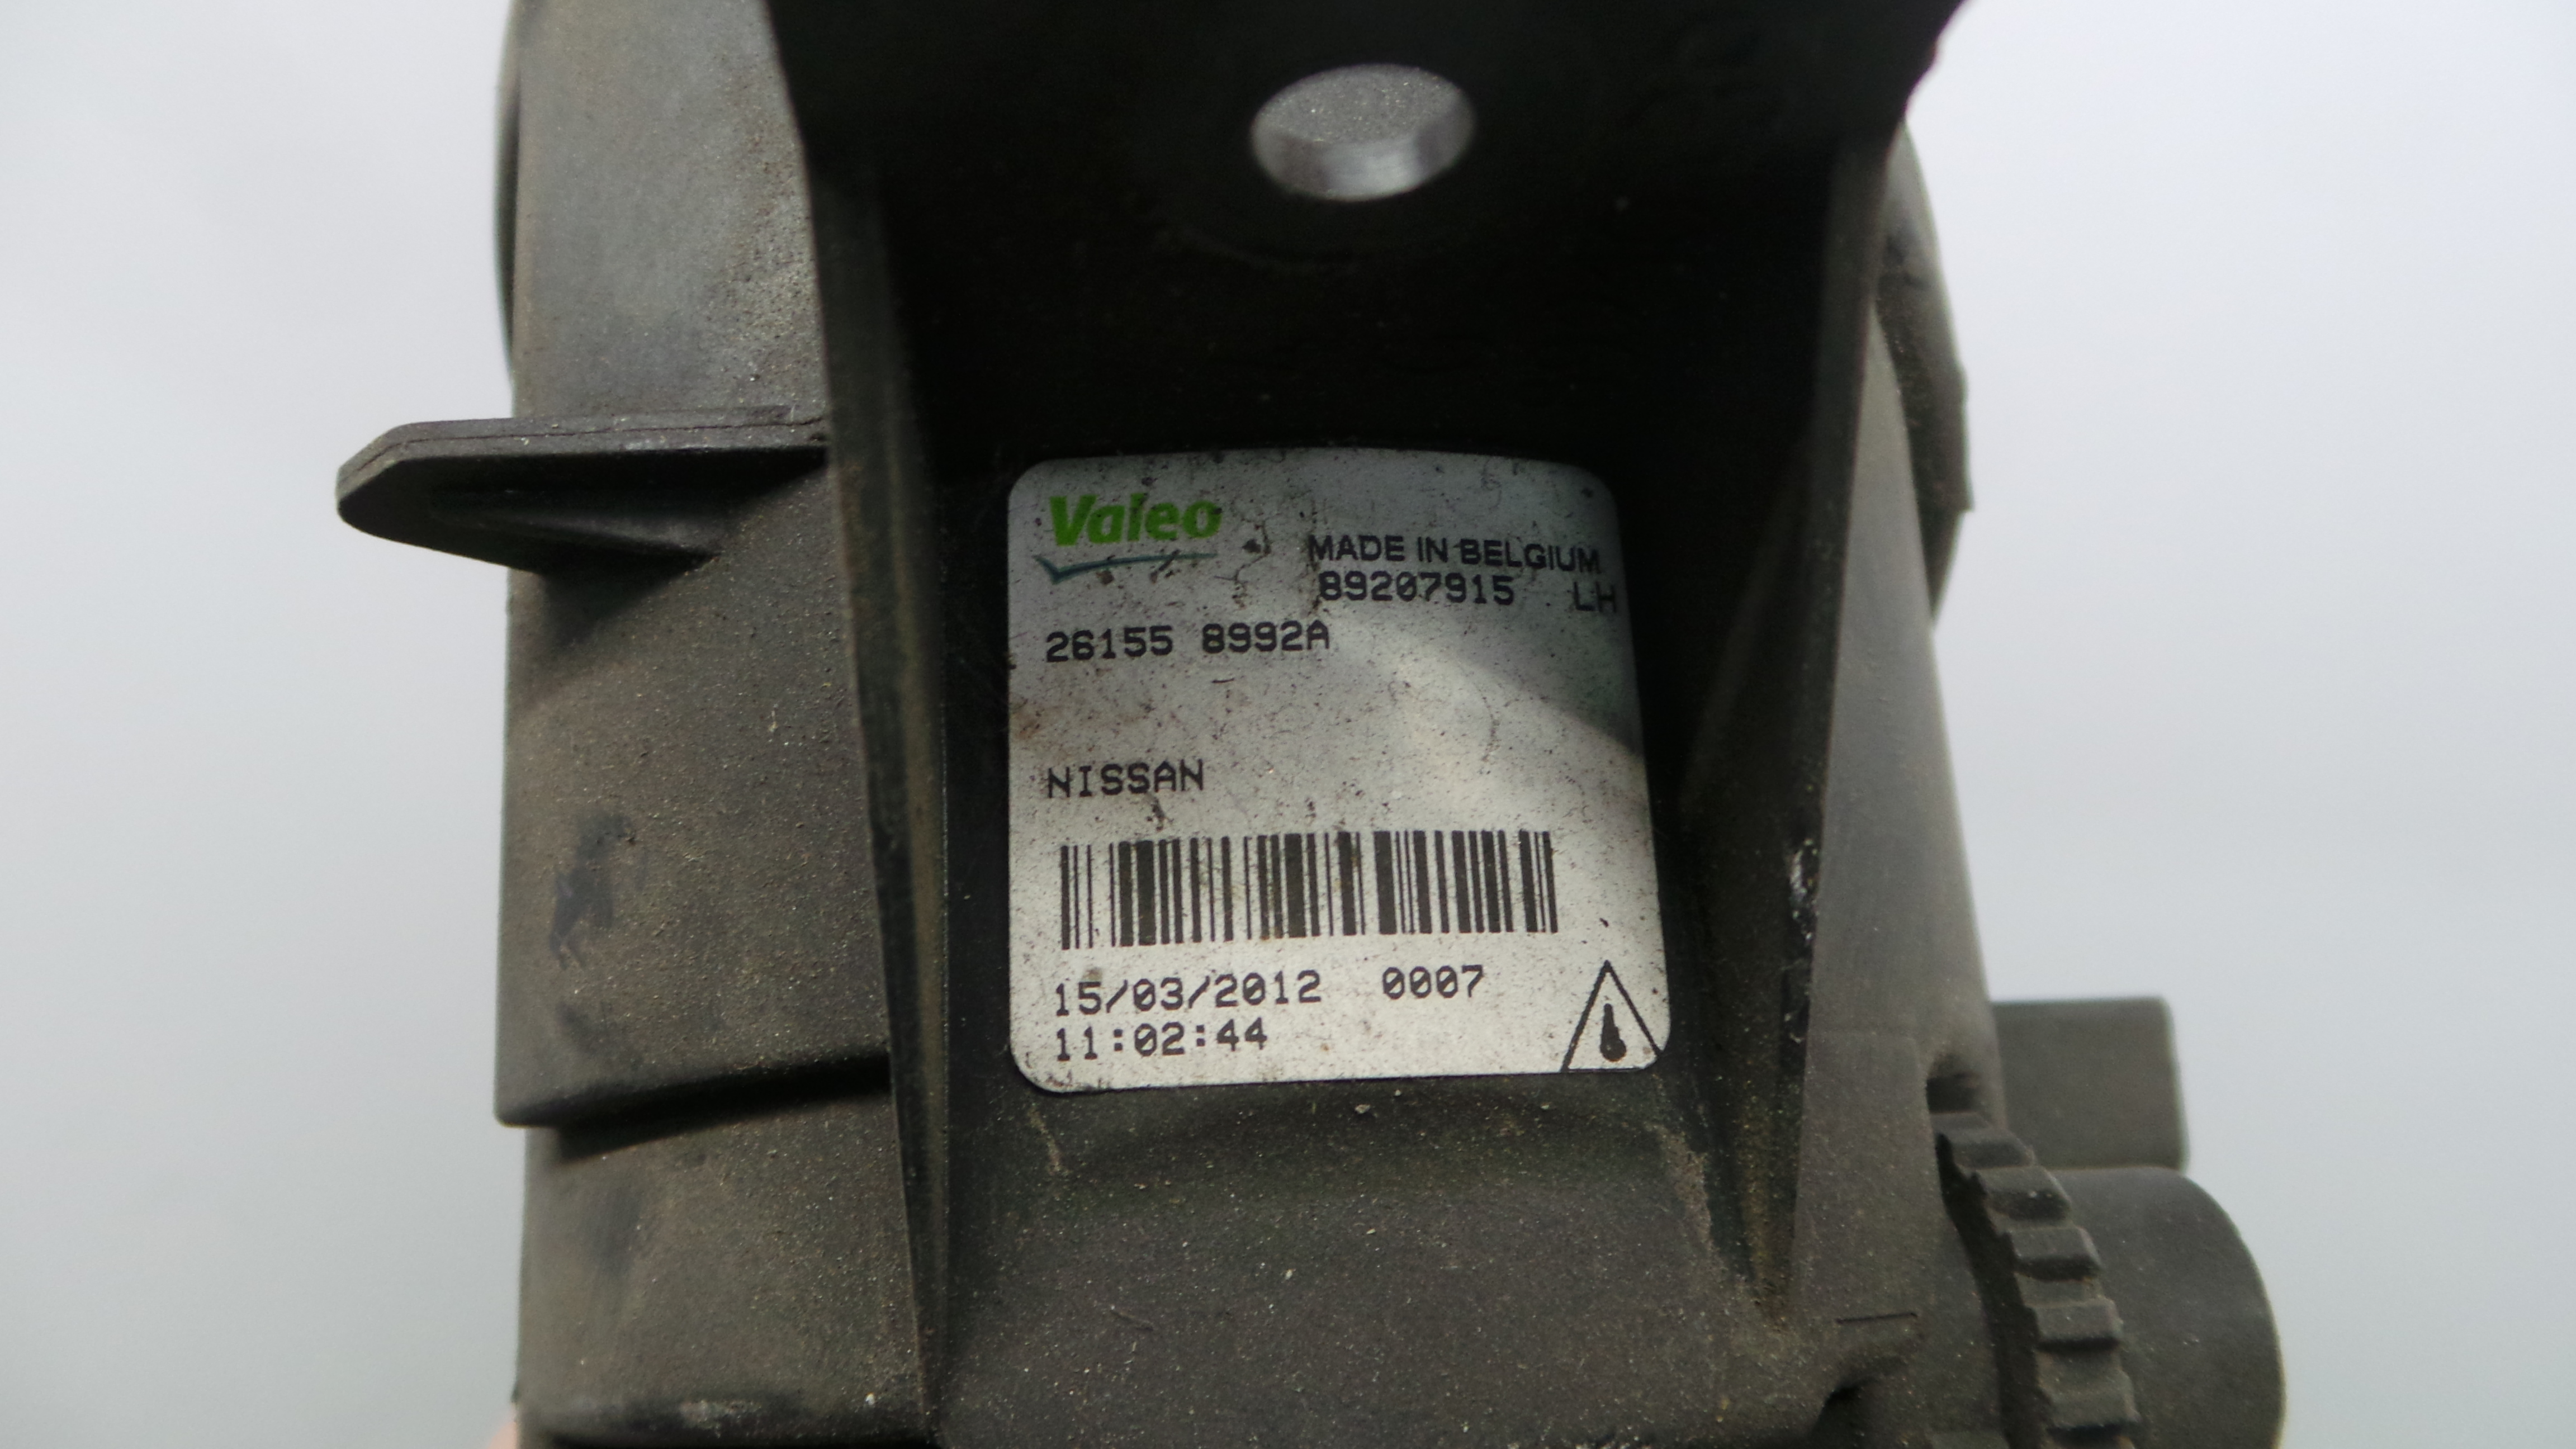 Valeo
MADE IN BELGIUM
89207915 LH
26155 8992A
NISSAN
15/03/2012 0007
11:02:44